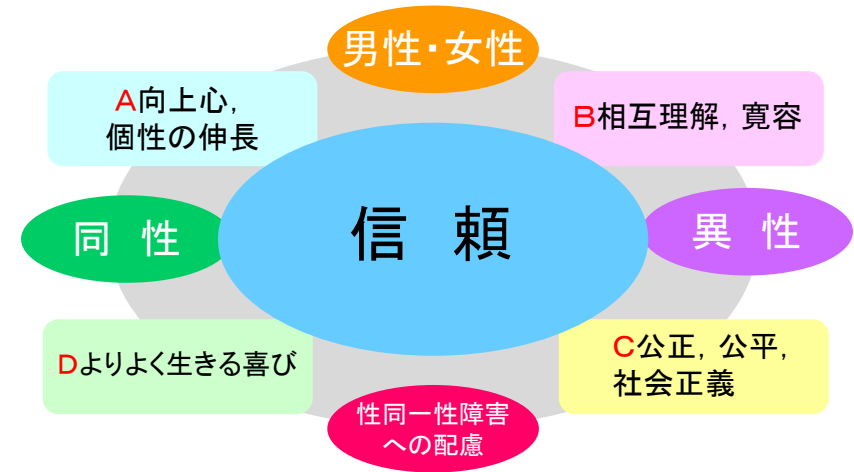 男性・女性
A向上心，
個性の伸長
B相互理解，寛容
同　性
信　頼
異　性
Dよりよく生きる喜び
C公正，公平，
社会正義
性同一性障害
への配慮